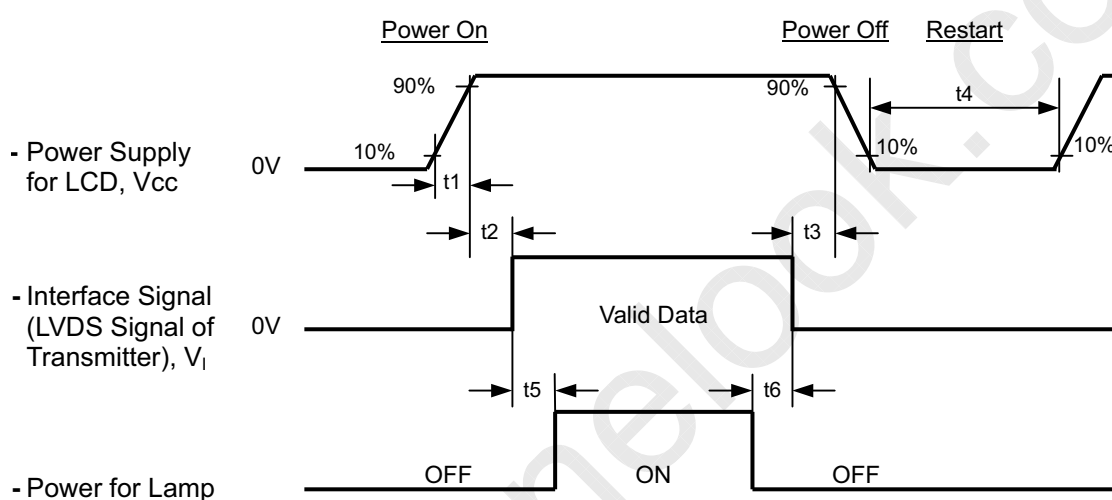 Power On Power Off Restart
90% 90% t4
- Power Supply 0V 10% 10% 10%
for LCD, Vcc t1
t2 t3
- Interface Signal
(LVDS Signal of 0V Valid Data
Transmitter), VI
t5 t6
OFF ON OFF
- Power for Lamp